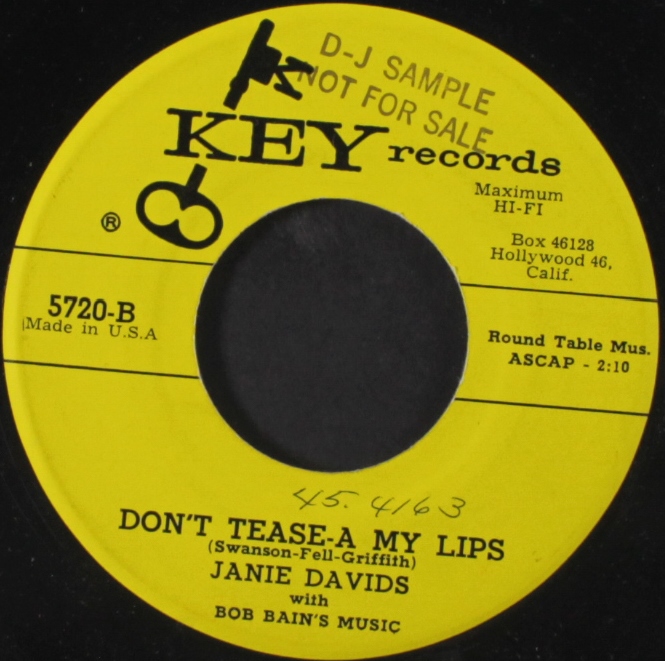 D-J SAMPLE
NOT FOR SALE
KEY records
®
Maximum
HI-FI
Box 46128
Hollywood 46,
Calif.
5720-B
Made in U.S.A
Round Table Mus.
ASCAP - 2:10
45. 4163
DON'T TEASE-A MY LIPS
(Swanson-Fell-Griffith)
JANIE DAVIDS
with
BOB BAIN'S MUSIC